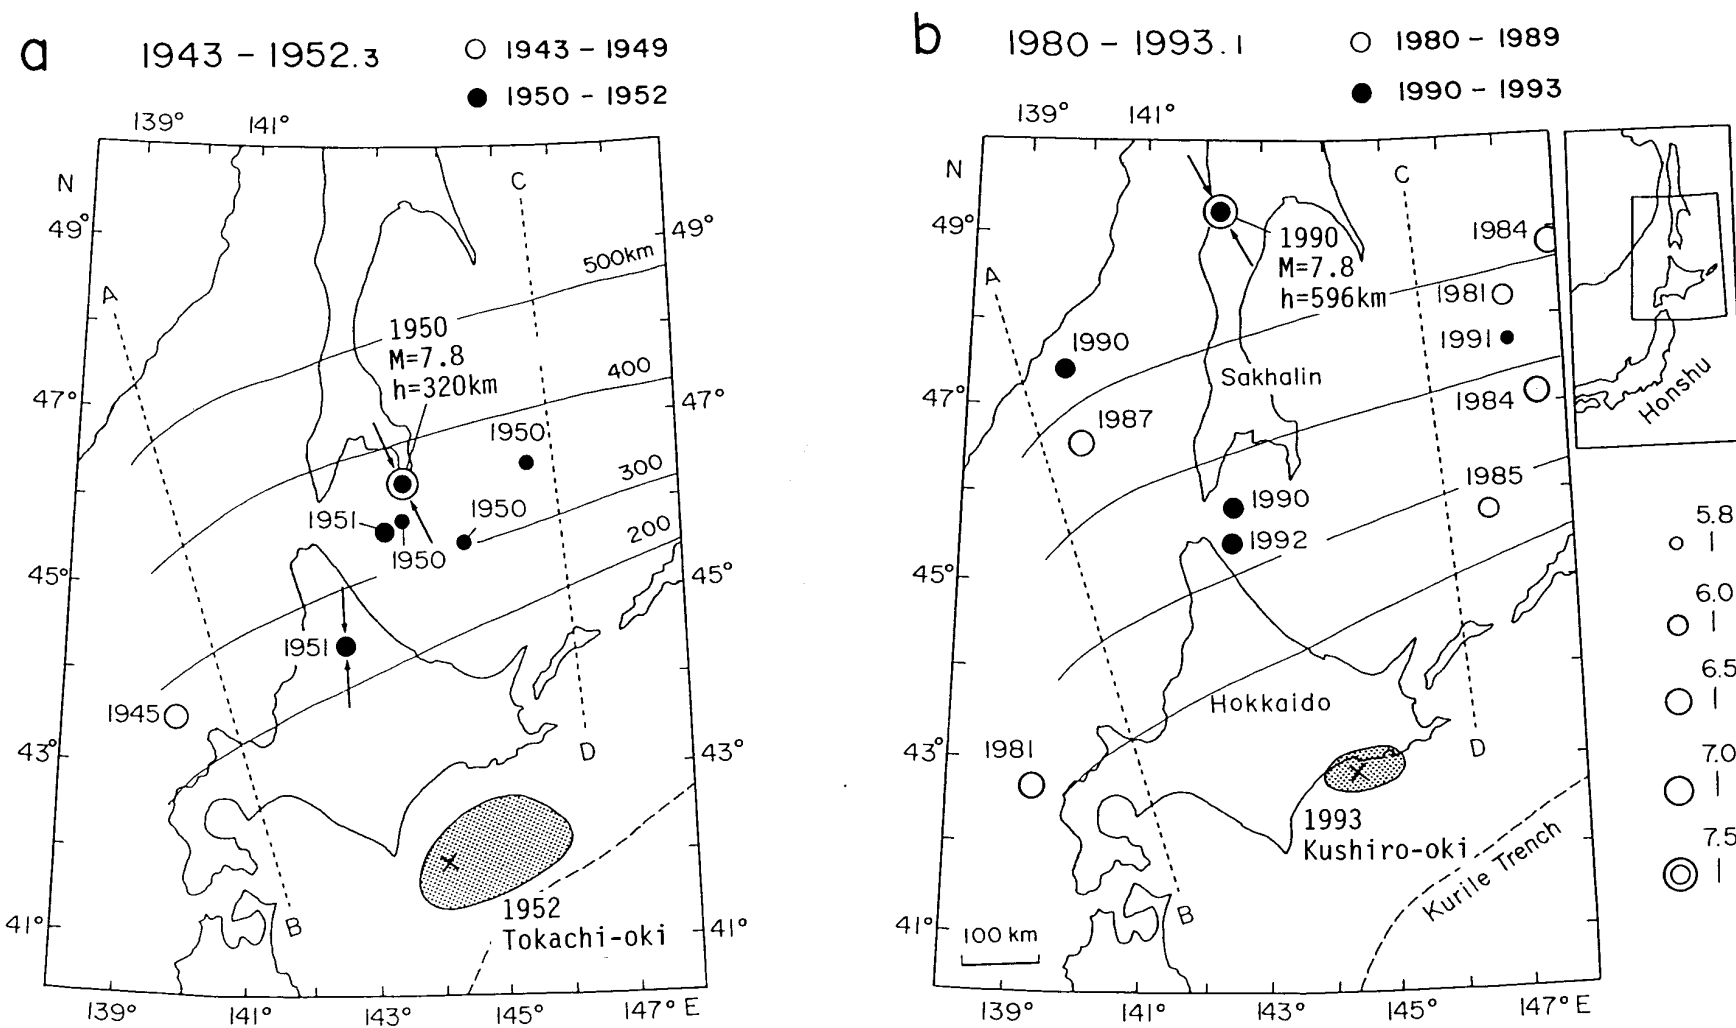 a
1943 – 1952.3
○ 1943 – 1949
● 1950 – 1952
139°
141°
N
C
49°
49°
500km
A
1950
M=7.8
h=320km
400
47°
47°
1950
300
1950
1951
200
1950
45°
45°
1951
1945
43°
D
43°
1952
Tokachi-oki
B
41°
41°
139°
141°
143°
145°
147° E
b
1980 – 1993.1
○ 1980 – 1989
● 1990 – 1993
139°
141°
N
C
49°
1984
1990
M=7.8
h=596km
A
1981
1991
1990
Sakhalin
47°
1984
1987
1985
1990
1992
45°
Hokkaido
43°
1981
D
1993
Kushiro-oki
Kurile Trench
B
41°
100 km
139°
141°
143°
145°
147° E
Honshu
5.8
6.0
6.5
7.0
7.5